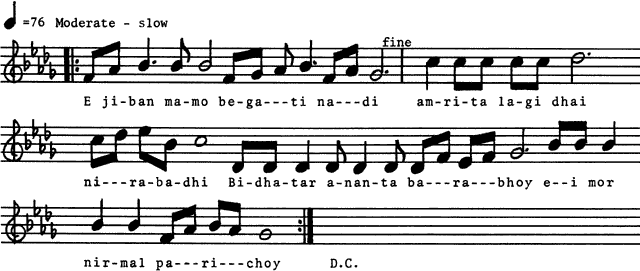 =76 Moderate - slow
fine
E ji-ban ma-mo be-ga---ti na---di am-ri-ta la-gi dhai
ni---ra-ba-dhi Bi-dha-tar a-nan-ta ba---ra---bhoy e--i mor
nir-mal pa---ri---choy D.C.